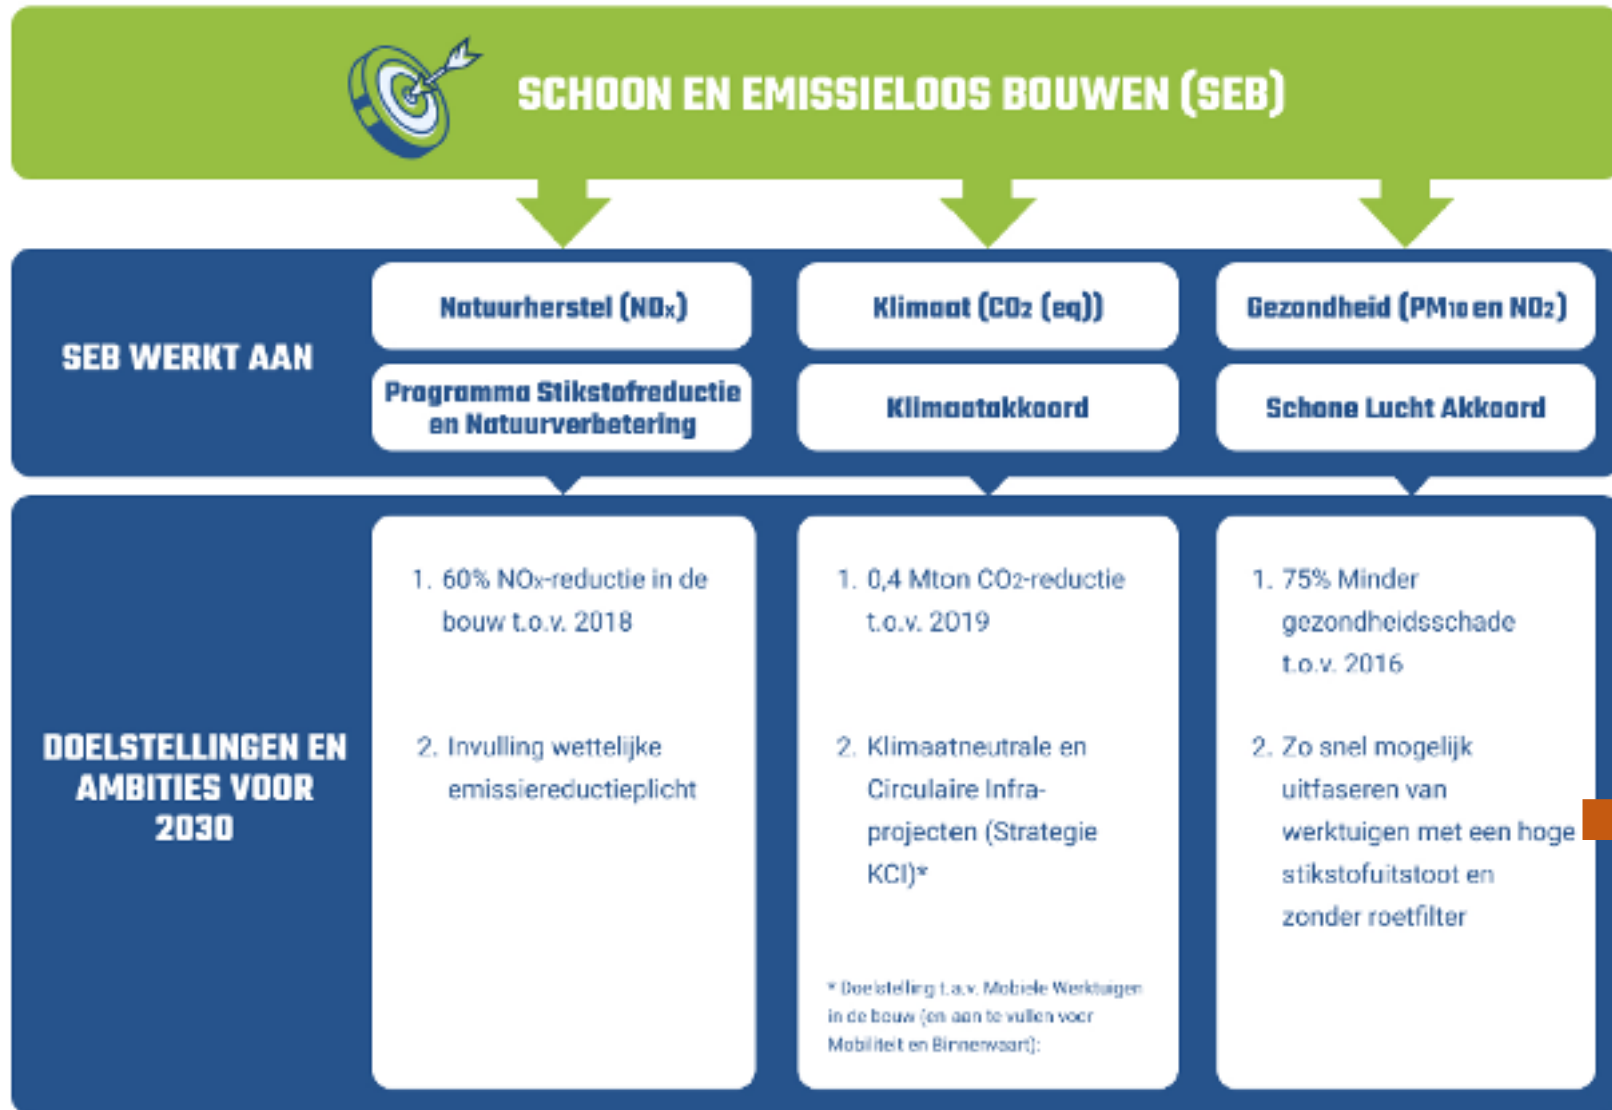 SCHOON EN EMISSIELOOS BOUWEN (SEB)
SEB WERKT AAN
Natuurherstel (NOx)
Klimaat (CO2 (eq))
Gezondheid (PM10 en NO2)
Programma Stikstofreductie
en Natuurverbetering
Klimaatakkoord
Schone Lucht Akkoord
DOELSTELLINGEN EN
AMBITIES VOOR
2030
1. 60% NOx-reductie in de
bouw t.o.v. 2018
2. Invulling wettelijke
emissiereductieplicht
1. 0,4 Mton CO2-reductie
t.o.v. 2019
2. Klimaatneutrale en
Circulaire Infra-
projecten (Strategie
KCI)*
* Doelstelling t.a.v. Mobiele Werktuigen
in de bouw (en aan te vullen voor
Mobiliteit en Binnenvaart):
1. 75% Minder
gezondheidsschade
t.o.v. 2016
2. Zo snel mogelijk
uitfaseren van
werktuigen met een hoge
stikstofuitstoot en
zonder roetfilter